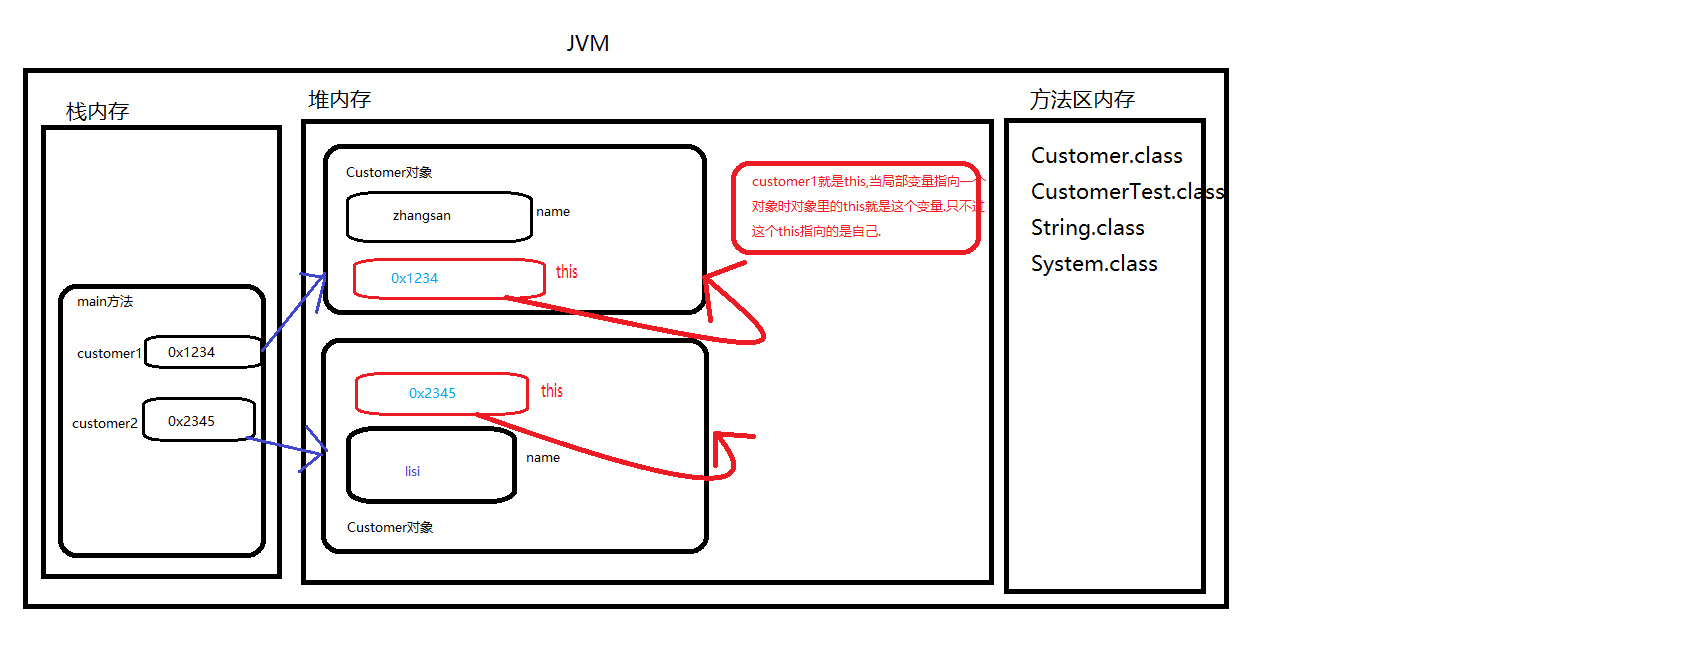 JVM
栈内存
堆内存
方法区内存
main方法
customer1
0x1234
customer2
0x2345
Customer对象
zhangsan
name
0x1234
this
customer1就是this,当局部变量指向一个
对象时对象里的this就是这个变量.只不过
这个this指向的是自己.
0x2345
this
lisi
name
Customer对象
Customer.class
CustomerTest.class
String.class
System.class